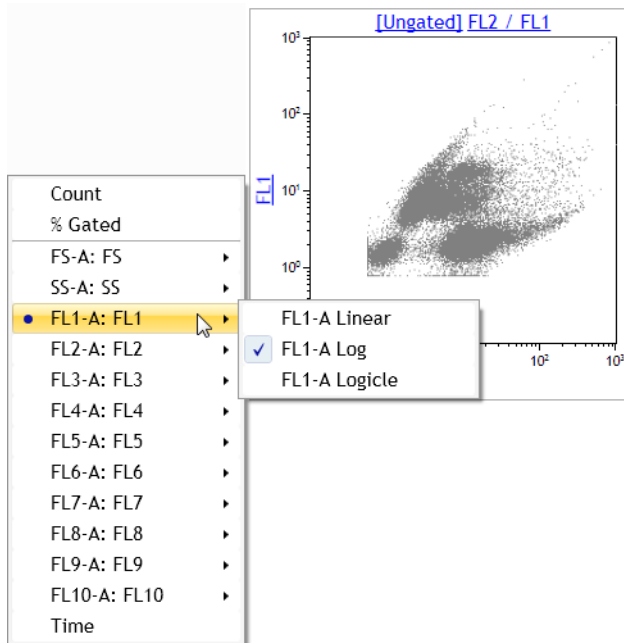 [Ungated] FL2 / FL1
10³
10²
FL1
10¹
10⁰
10²
10³
Count
% Gated
FS-A: FS
SS-A: SS
FL1-A: FL1
FL2-A: FL2
FL3-A: FL3
FL4-A: FL4
FL5-A: FL5
FL6-A: FL6
FL7-A: FL7
FL8-A: FL8
FL9-A: FL9
FL10-A: FL10
Time
FL1-A Linear
FL1-A Log
FL1-A Logicle